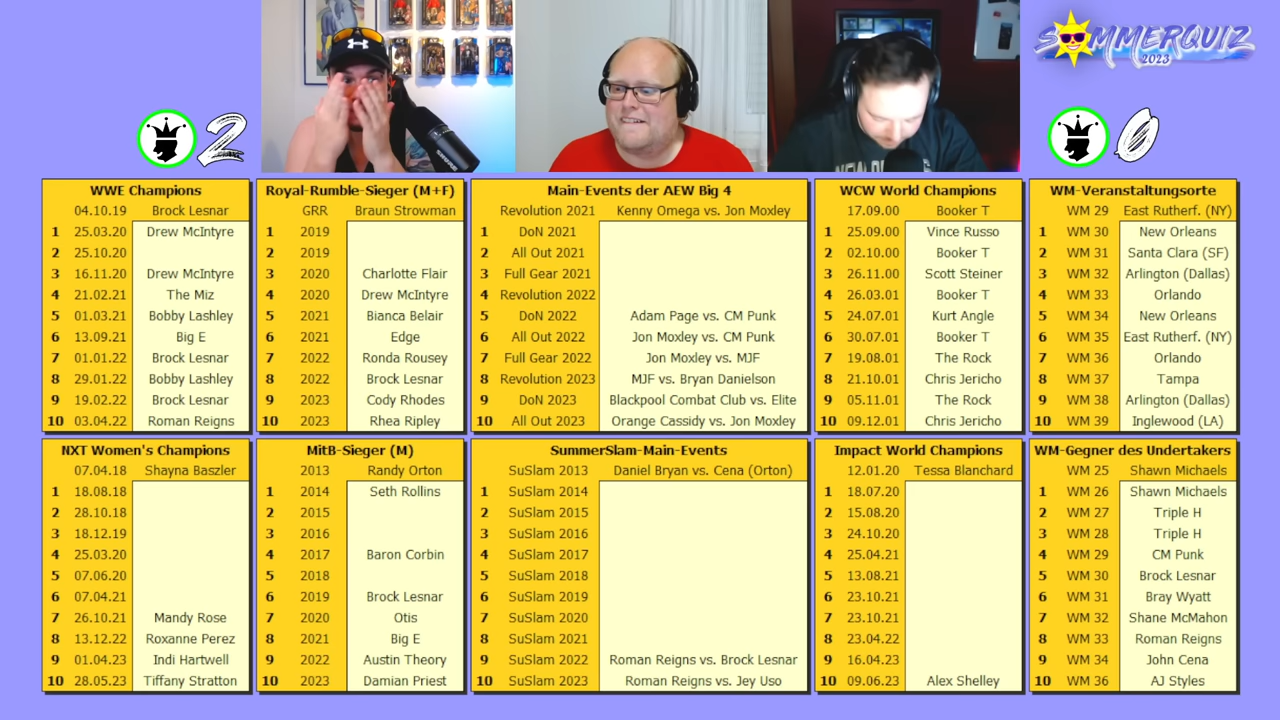 SOMMERQUIZ
2023
2
0
WWE Champions
04.10.19 Brock Lesnar
1 25.03.20 Drew McIntyre
2 25.10.20
3 16.11.20 Drew McIntyre
4 21.02.21 The Miz
5 01.03.21 Bobby Lashley
6 13.09.21 Big E
7 01.01.22 Brock Lesnar
8 29.01.22 Bobby Lashley
9 19.02.22 Brock Lesnar
10 03.04.22 Roman Reigns
Royal-Rumble-Sieger (M+F)
GRR Braun Strowman
1 2019
2 2019
3 2020 Charlotte Flair
4 2020 Drew McIntyre
5 2021 Bianca Belair
6 2021 Edge
7 2022 Ronda Rousey
8 2022 Brock Lesnar
9 2023 Cody Rhodes
10 2023 Rhea Ripley
Main-Events der AEW Big 4
Revolution 2021 Kenny Omega vs. Jon Moxley
1 DoN 2021
2 All Out 2021
3 Full Gear 2021
4 Revolution 2022
5 DoN 2022 Adam Page vs. CM Punk
6 All Out 2022 Jon Moxley vs. CM Punk
7 Full Gear 2022 Jon Moxley vs. MJF
8 Revolution 2023 MJF vs. Bryan Danielson
9 DoN 2023 Blackpool Combat Club vs. Elite
10 All Out 2023 Orange Cassidy vs. Jon Moxley
WCW World Champions
17.09.00 Booker T
1 25.09.00 Vince Russo
2 02.10.00 Booker T
3 26.11.00 Scott Steiner
4 26.03.01 Booker T
5 24.07.01 Kurt Angle
6 30.07.01 Booker T
7 19.08.01 The Rock
8 21.10.01 Chris Jericho
9 05.11.01 The Rock
10 09.12.01 Chris Jericho
WM-Veranstaltungsorte
WM 29 East Rutherf. (NY)
1 WM 30 New Orleans
2 WM 31 Santa Clara (SF)
3 WM 32 Arlington (Dallas)
4 WM 33 Orlando
5 WM 34 New Orleans
6 WM 35 East Rutherf. (NY)
7 WM 36 Orlando
8 WM 37 Tampa
9 WM 38 Arlington (Dallas)
10 WM 39 Inglewood (LA)
NXT Women's Champions
07.04.18 Shayna Baszler
1 18.08.18
2 28.10.18
3 18.12.19
4 25.03.20
5 07.06.20
6 07.04.21
7 26.10.21 Mandy Rose
8 13.12.22 Roxanne Perez
9 01.04.23 Indi Hartwell
10 28.05.23 Tiffany Stratton
MitB-Sieger (M)
2013 Randy Orton
1 2014 Seth Rollins
2 2015
3 2016
4 2017 Baron Corbin
5 2018
6 2019 Brock Lesnar
7 2020 Otis
8 2021 Big E
9 2022 Austin Theory
10 2023 Damian Priest
SummerSlam-Main-Events
SuSlam 2013 Daniel Bryan vs. Cena (Orton)
1 SuSlam 2014
2 SuSlam 2015
3 SuSlam 2016
4 SuSlam 2017
5 SuSlam 2018
6 SuSlam 2019
7 SuSlam 2020
8 SuSlam 2021
9 SuSlam 2022 Roman Reigns vs. Brock Lesnar
10 SuSlam 2023 Roman Reigns vs. Jey Uso
Impact World Champions
12.01.20 Tessa Blanchard
1 18.07.20
2 15.08.20
3 24.10.20
4 25.04.21
5 13.08.21
6 23.10.21
7 23.10.21
8 23.04.22
9 16.04.23
10 09.06.23 Alex Shelley
WM-Gegner des Undertakers
WM 25 Shawn Michaels
1 WM 26 Shawn Michaels
2 WM 27 Triple H
3 WM 28 Triple H
4 WM 29 CM Punk
5 WM 30 Brock Lesnar
6 WM 31 Bray Wyatt
7 WM 32 Shane McMahon
8 WM 33 Roman Reigns
9 WM 34 John Cena
10 WM 36 AJ Styles